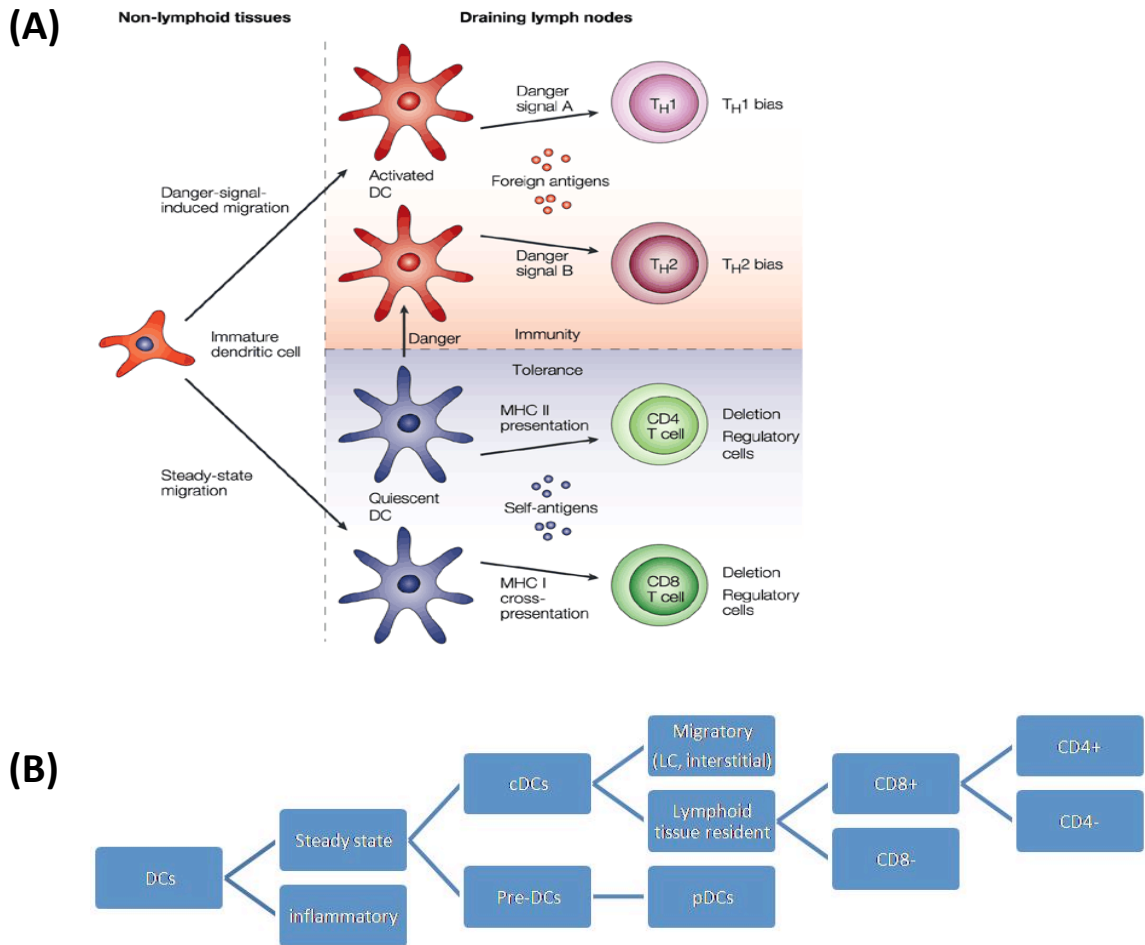 (A)
Non-lymphoid tissues
Draining lymph nodes
Danger
signal A
TH1
TH1 bias
Activated
DC
Foreign antigens
Danger-signal-
induced migration
Danger
signal B
TH2
TH2 bias
Immature
dendritic cell
Danger
Immunity
Tolerance
MHC II
presentation
CD4
T cell
Deletion
Regulatory
cells
Steady-state
migration
Quiescent
DC
Self-antigens
MHC I
cross-
presentation
CD8
T cell
Deletion
Regulatory
cells
(B)
DCs
Steady state
inflammatory
cDCs
Pre-DCs
Migratory
(LC, interstitial)
Lymphoid
tissue resident
pDCs
CD8+
CD8-
CD4+
CD4-